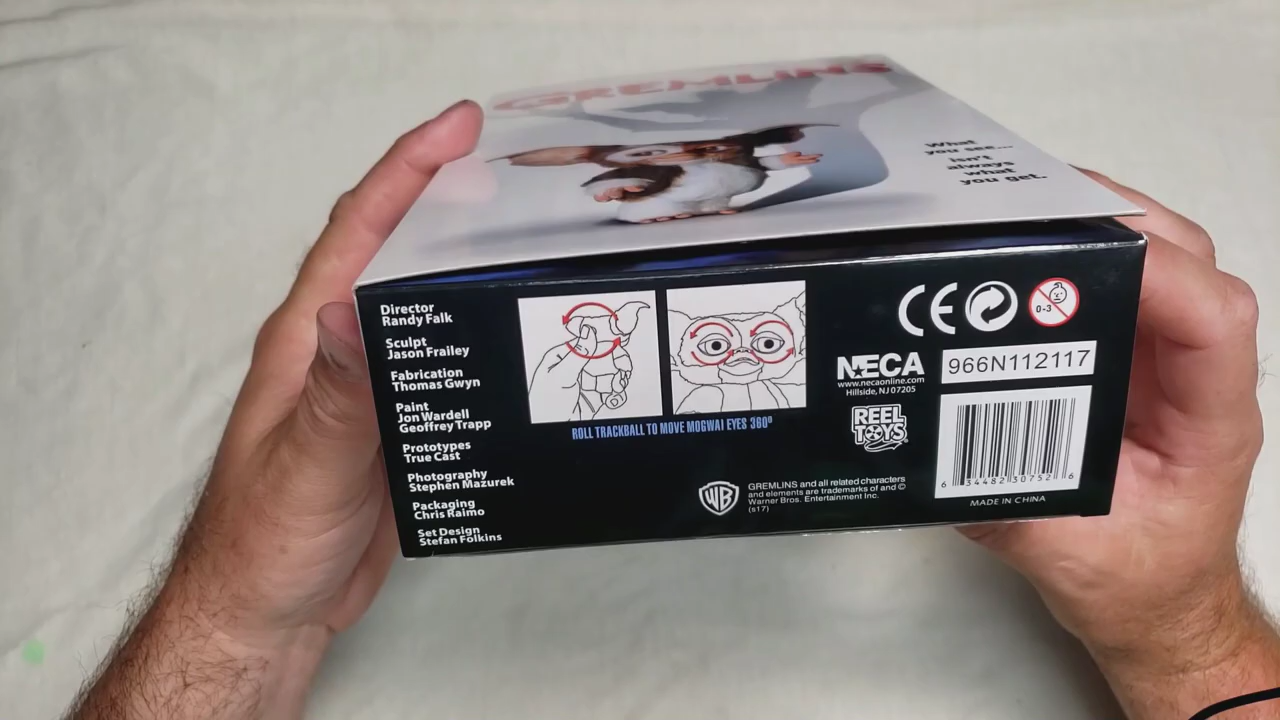 GREMLINS
What
you see...
isn't
always
what
you get.
Director
Randy Falk
Sculpt
Jason Frailey
Fabrication
Thomas Gwyn
Paint
Jon Wardell
Geoffrey Trapp
Prototypes
True Cast
Photography
Stephen Mazurek
Packaging
Chris Raimo
Set Design
Stefan Folkins
ROLL TRACKBALL TO MOVE MOGWAI EYES 360º
WB
GREMLINS and all related characters
and elements are trademarks of and ©
Warner Bros. Entertainment Inc.
(s17)
CE
0-3
NECA
www.necaonline.com
Hillside, NJ 07205
REEL
TOYS
966N112117
6 34482 30752 6
MADE IN CHINA